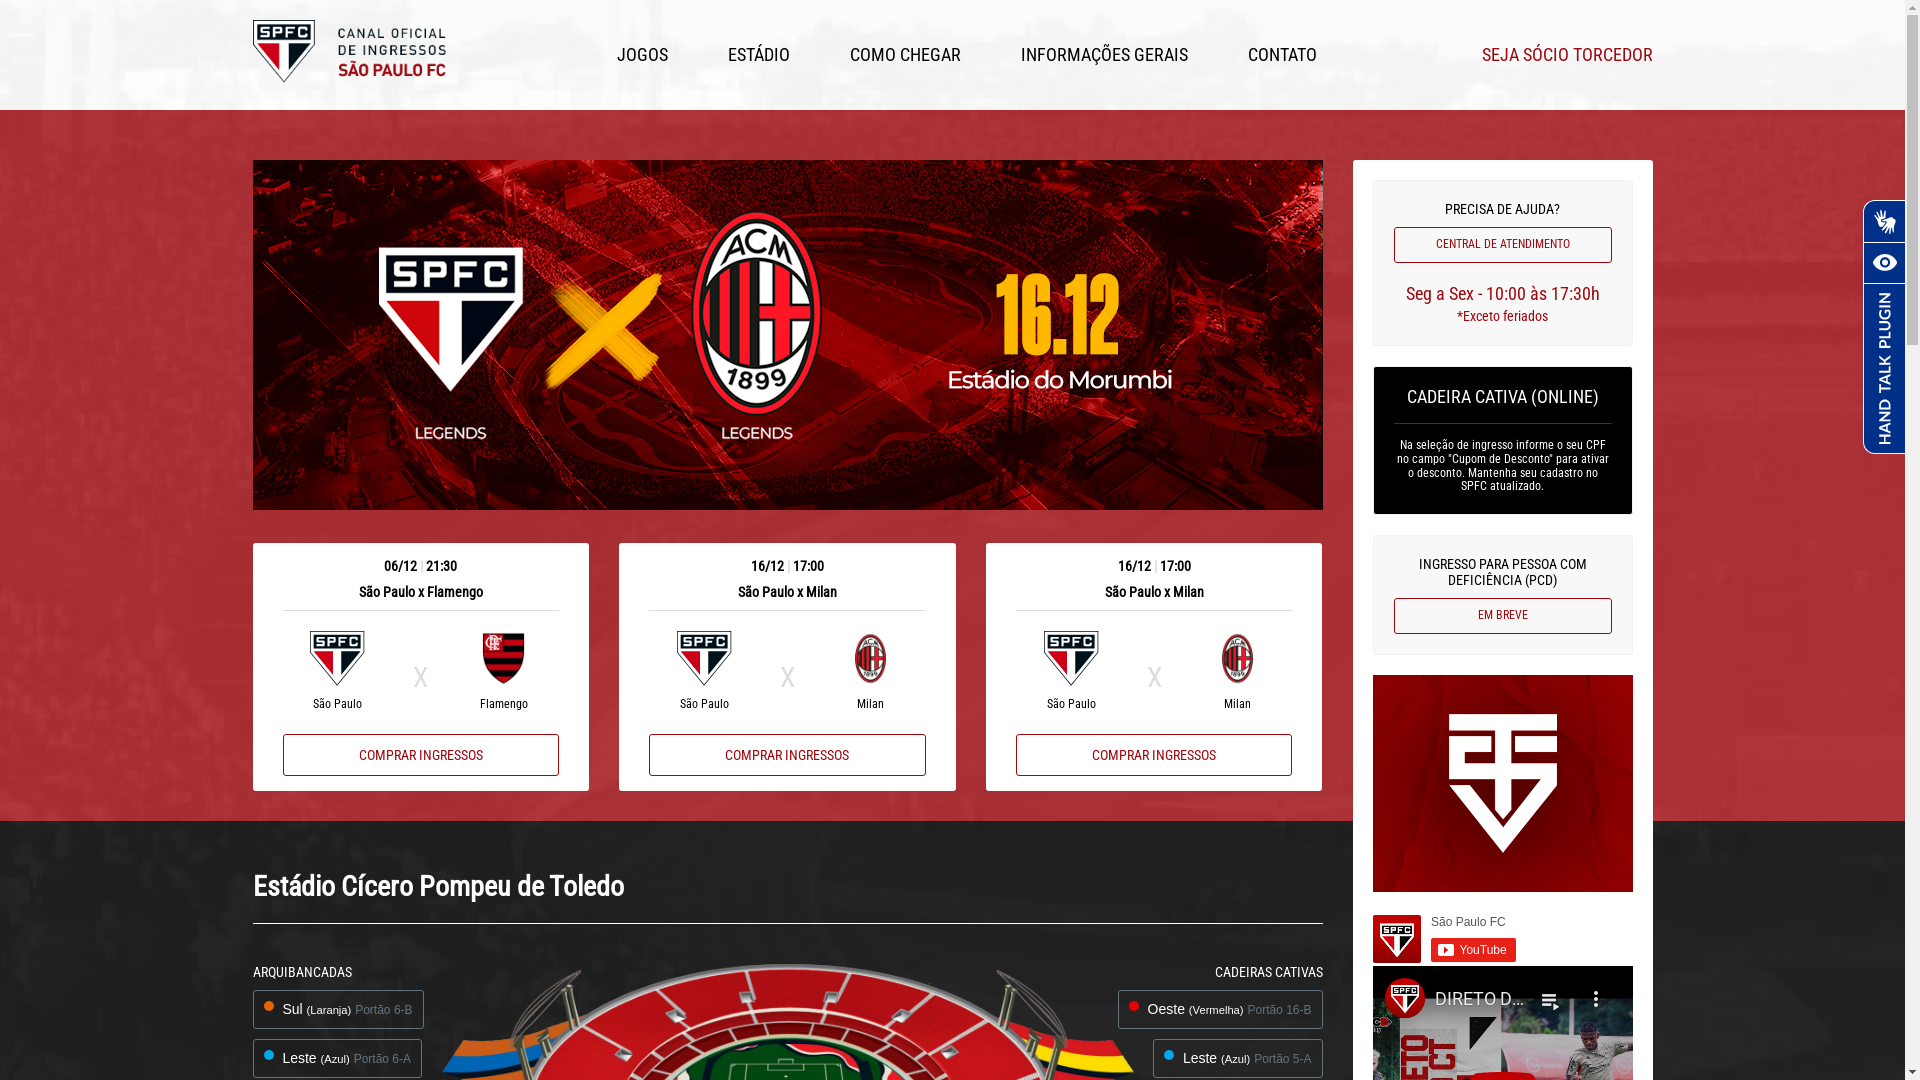 SPFC
CANAL OFICIAL
DE INGRESSOS
SÃO PAULO FC
JOGOS
ESTÁDIO
COMO CHEGAR
INFORMAÇÕES GERAIS
CONTATO
SEJA SÓCIO TORCEDOR
SPFC
LEGENDS
ACM
1899
LEGENDS
16.12
Estádio do Morumbi
PRECISA DE AJUDA?
CENTRAL DE ATENDIMENTO
Seg a Sex - 10:00 às 17:30h
*Exceto feriados
CADEIRA CATIVA (ONLINE)
Na seleção de ingresso informe o seu CPF
no campo "Cupom de Desconto" para ativar
o desconto. Mantenha seu cadastro no
SPFC atualizado.
INGRESSO PARA PESSOA COM
DEFICIÊNCIA (PCD)
EM BREVE
HAND TALK PLUGIN
06/12 | 21:30
São Paulo x Flamengo
SPFC
X
São Paulo
Flamengo
COMPRAR INGRESSOS
16/12 | 17:00
São Paulo x Milan
SPFC
X
São Paulo
Milan
COMPRAR INGRESSOS
16/12 | 17:00
São Paulo x Milan
SPFC
X
São Paulo
Milan
COMPRAR INGRESSOS
Estádio Cícero Pompeu de Toledo
ARQUIBANCADAS
Sul (Laranja) Portão 6-B
Leste (Azul) Portão 6-A
CADEIRAS CATIVAS
Oeste (Vermelha) Portão 16-B
Leste (Azul) Portão 5-A
SPFC
São Paulo FC
YouTube
SPFC
DIRETO D...